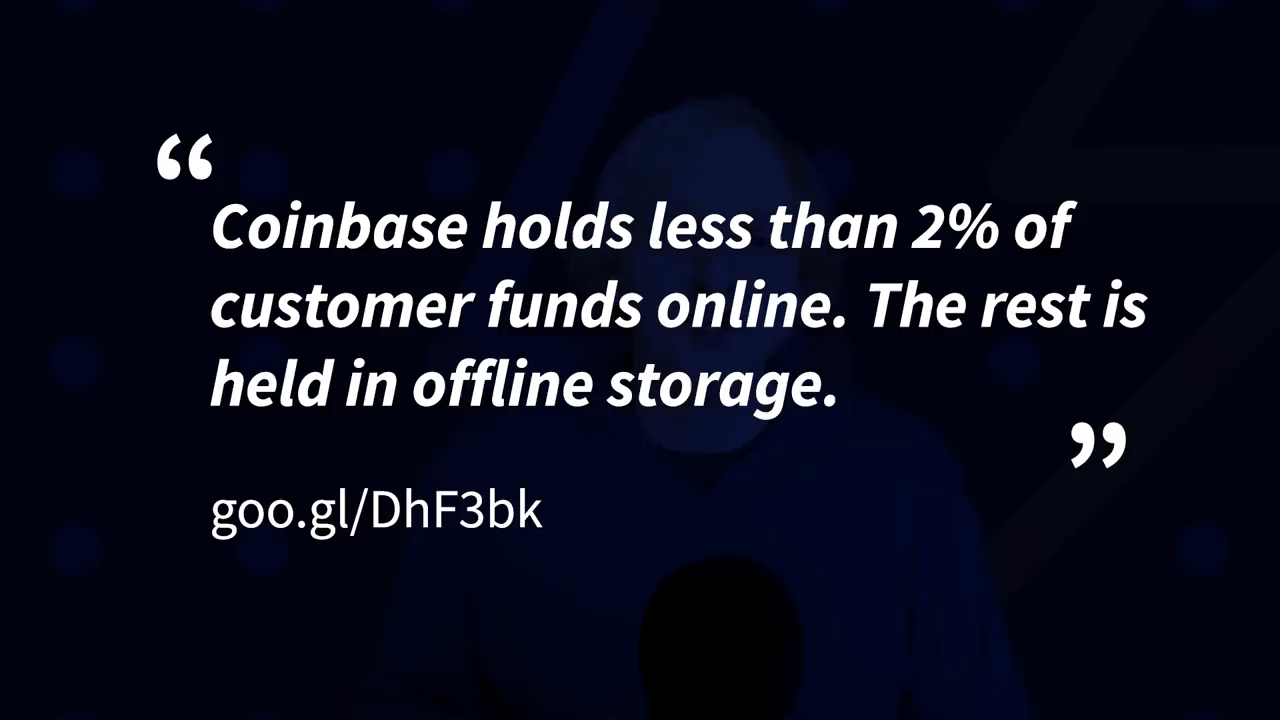 “
Coinbase holds less than 2% of
customer funds online. The rest is
held in offline storage.
”
goo.gl/DhF3bk